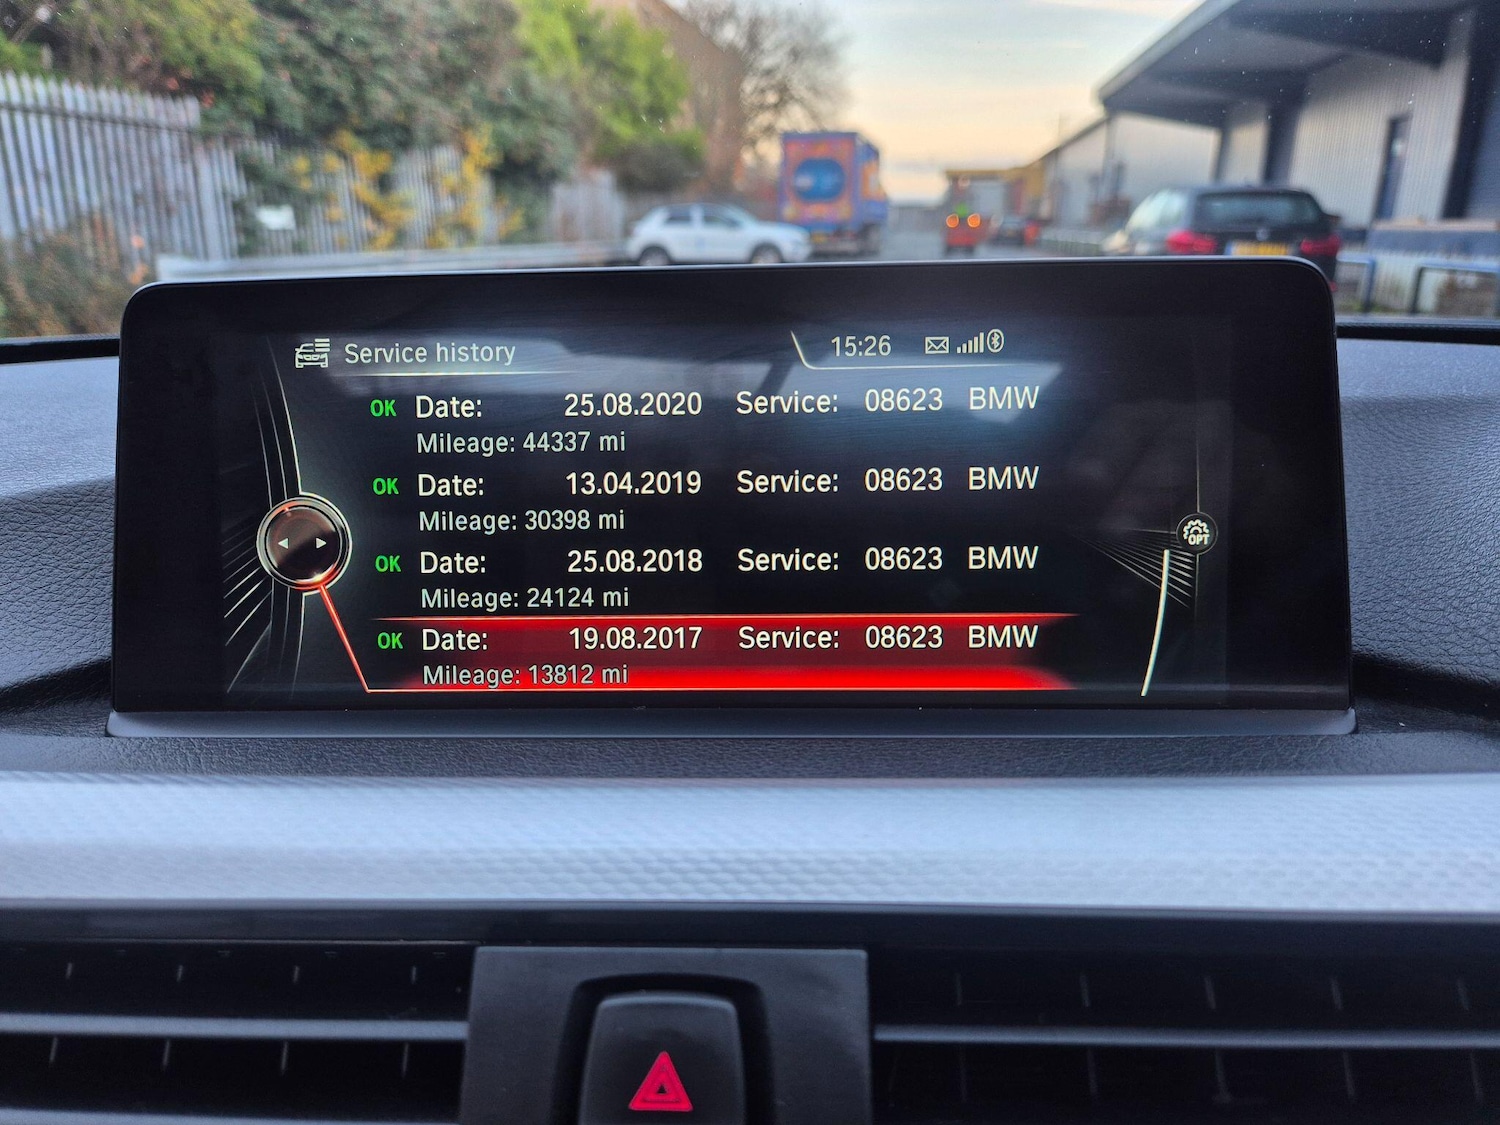 Service history 15:26
OK Date: 25.08.2020 Service: 08623 BMW
Mileage: 44337 mi
OK Date: 13.04.2019 Service: 08623 BMW
Mileage: 30398 mi
OK Date: 25.08.2018 Service: 08623 BMW
Mileage: 24124 mi
OPT
OK Date: 19.08.2017 Service: 08623 BMW
Mileage: 13812 mi